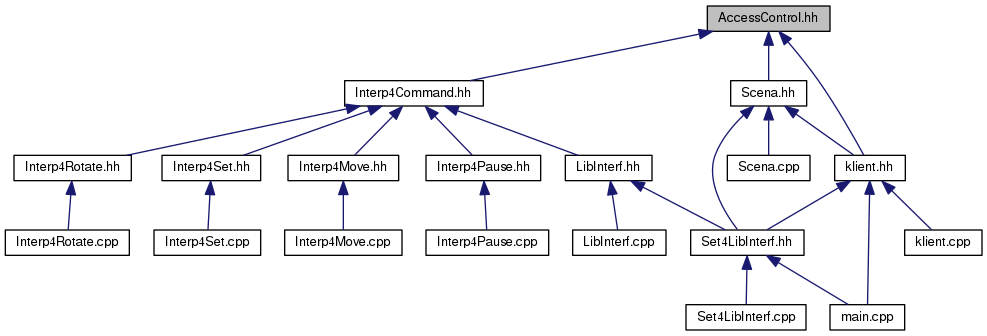 AccessControl.hh
Interp4Command.hh
Scena.hh
Interp4Rotate.hh
Interp4Set.hh
Interp4Move.hh
Interp4Pause.hh
LibInterf.hh
Scena.cpp
klient.hh
Interp4Rotate.cpp
Interp4Set.cpp
Interp4Move.cpp
Interp4Pause.cpp
LibInterf.cpp
Set4LibInterf.hh
klient.cpp
Set4LibInterf.cpp
main.cpp